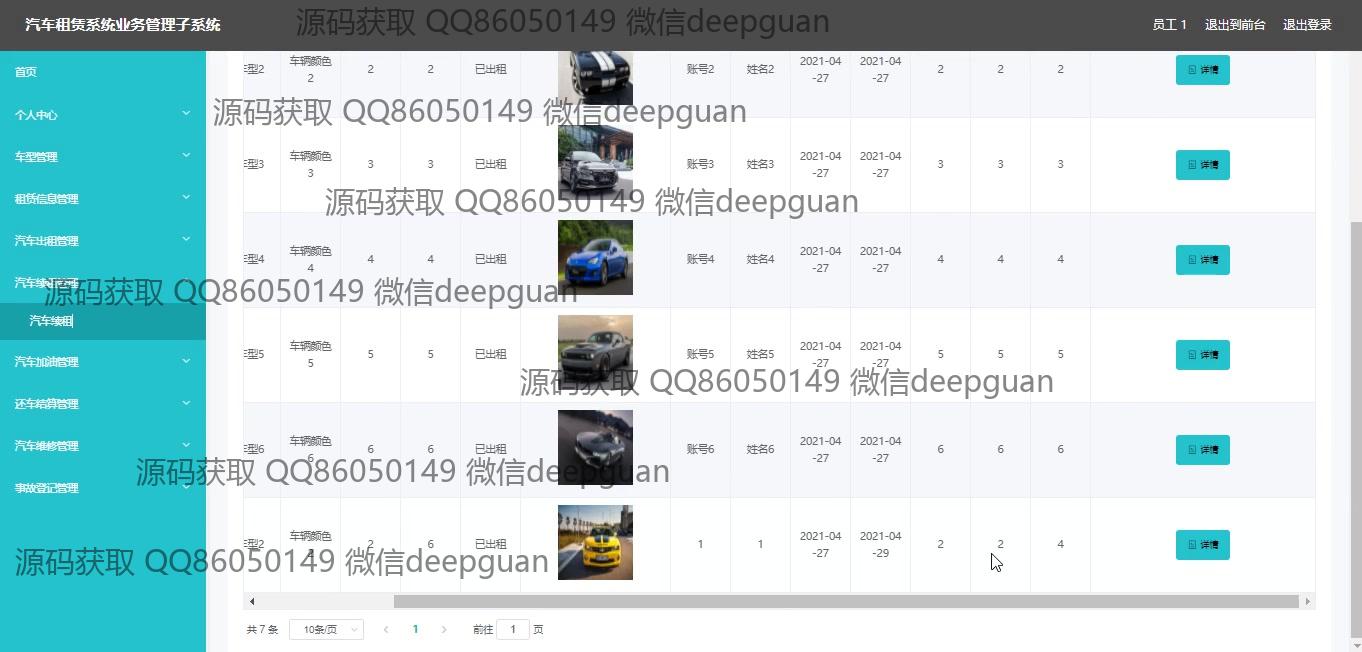 汽车租赁系统业务管理子系统
员工 1 退出到前台 退出登录
源码获取 QQ86050149 微信deepguan
首页
个人中心
车型管理
租赁信息管理
汽车出租管理
汽车续租管理
汽车续租
汽车加油管理
还车结算管理
汽车维修管理
事故登记管理
车型2 车辆颜色2 2 2 已出租 账号2 姓名2 2021-04-27 2021-04-27 2 2 2 详情
源码获取 QQ86050149 微信deepguan
车型3 车辆颜色3 3 3 已出租 账号3 姓名3 2021-04-27 2021-04-27 3 3 3 详情
源码获取 QQ86050149 微信deepguan
车型4 车辆颜色4 4 4 已出租 账号4 姓名4 2021-04-27 2021-04-27 4 4 4 详情
源码获取 QQ86050149 微信deepguan
车型5 车辆颜色5 5 5 已出租 账号5 姓名5 2021-04-27 2021-04-27 5 5 5 详情
源码获取 QQ86050149 微信deepguan
车型6 车辆颜色6 6 6 已出租 账号6 姓名6 2021-04-27 2021-04-27 6 6 6 详情
源码获取 QQ86050149 微信deepguan
车型2 车辆颜色2 2 6 已出租 1 1 2021-04-27 2021-04-29 2 2 4 详情
源码获取 QQ86050149 微信deepguan
共 7 条 10条/页 1 前往 1 页